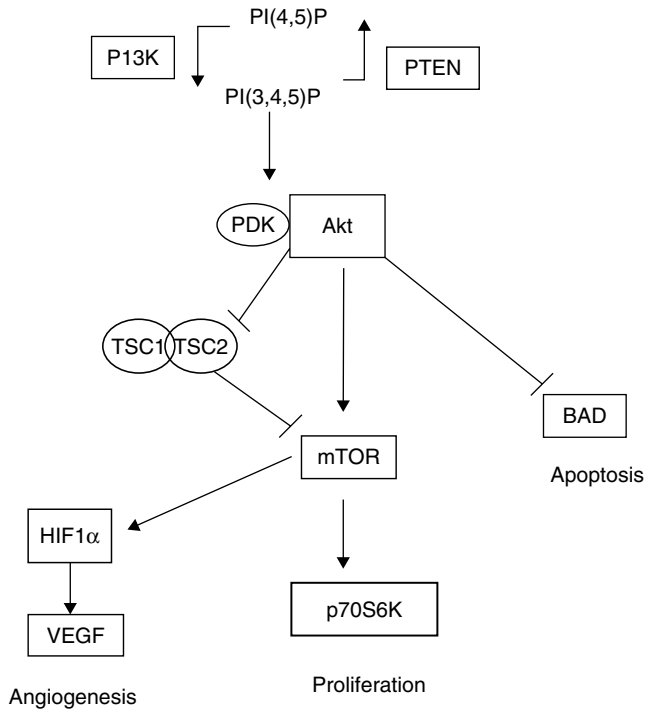 PI(4,5)P
P13K
PTEN
PI(3,4,5)P
PDK
Akt
TSC1
TSC2
BAD
mTOR
Apoptosis
HIF1α
p70S6K
VEGF
Proliferation
Angiogenesis